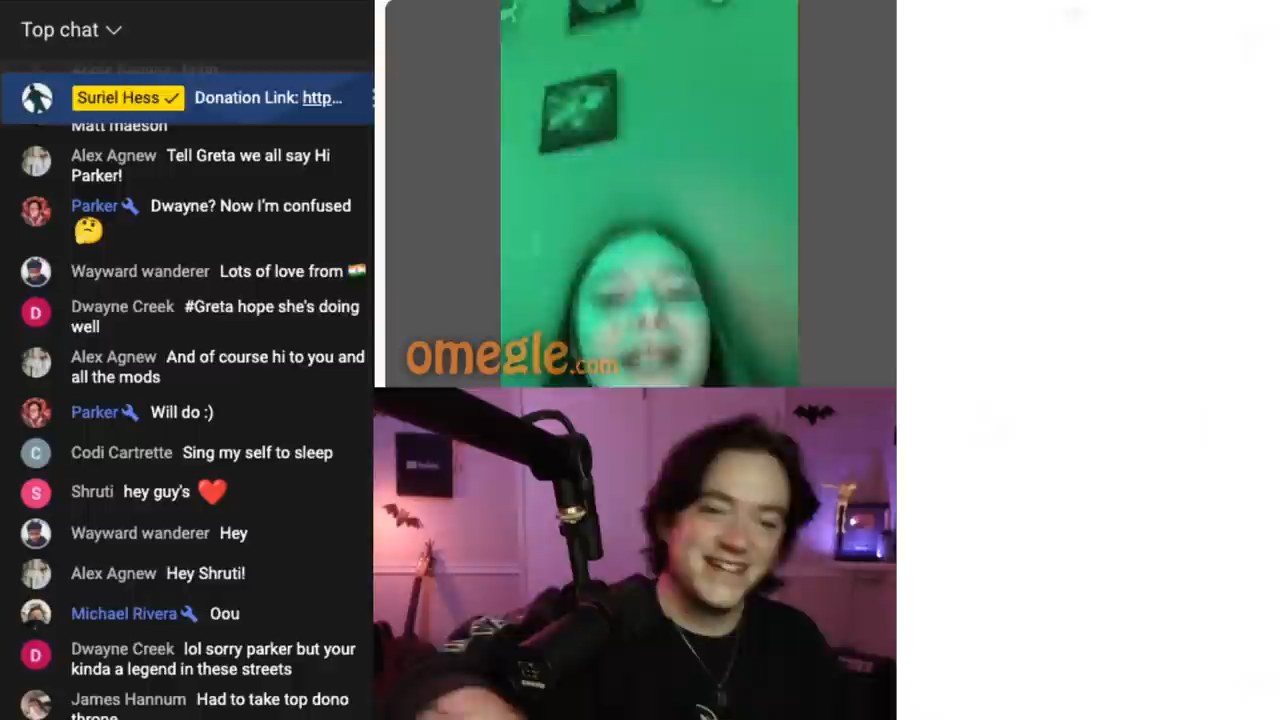 Top chat
Suriel Hess Donation Link: http...
Matt maeson
Alex Agnew Tell Greta we all say Hi
Parker!
Parker Dwayne? Now I'm confused
🤔
Wayward wanderer Lots of love from 🇮🇳
Dwayne Creek #Greta hope she's doing
well
Alex Agnew And of course hi to you and
all the mods
Parker Will do :)
Codi Cartrette Sing my self to sleep
Shruti hey guy's ❤️
Wayward wanderer Hey
Alex Agnew Hey Shruti!
Michael Rivera Oou
Dwayne Creek lol sorry parker but your
kinda a legend in these streets
James Hannum Had to take top dono
throne
omegle.com